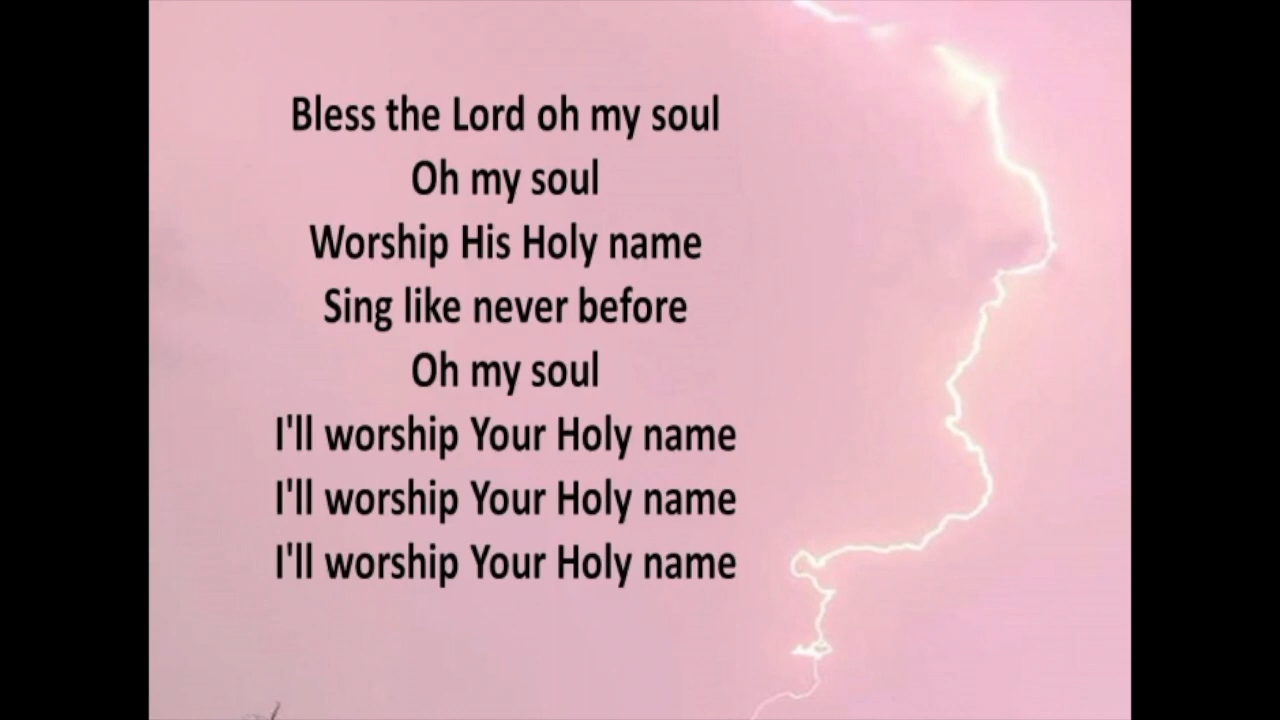 Bless the Lord oh my soul
Oh my soul
Worship His Holy name
Sing like never before
Oh my soul
I'll worship Your Holy name
I'll worship Your Holy name
I'll worship Your Holy name